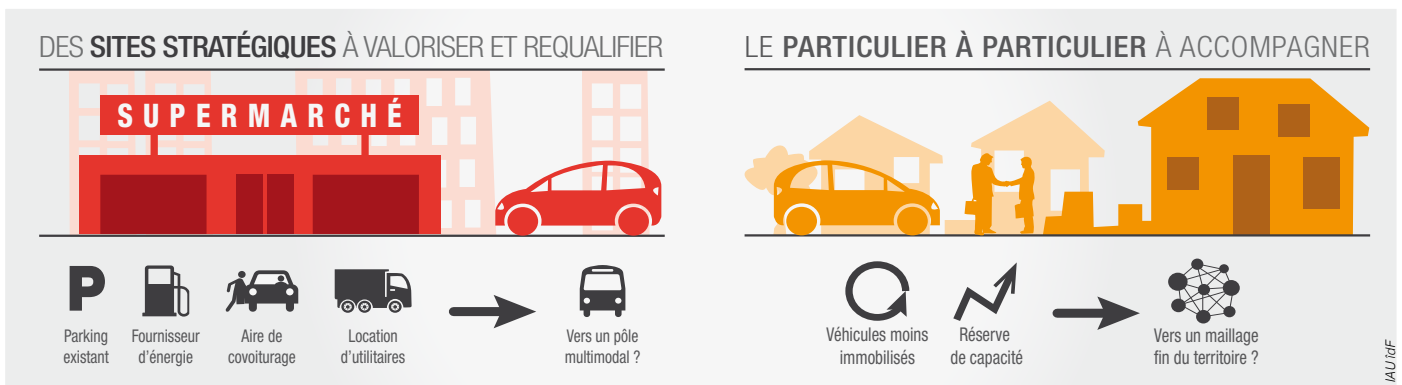 DES SITES STRATÉGIQUES À VALORISER ET REQUALIFIER
SUPERMARCHÉ
P
Parking
existant
Fournisseur
d'énergie
Aire de
covoiturage
Location
d'utilitaires
Vers un pôle
multimodal ?
LE PARTICULIER À PARTICULIER À ACCOMPAGNER
Véhicules moins
immobilisés
Réserve
de capacité
Vers un maillage
fin du territoire ?
IAU îdF